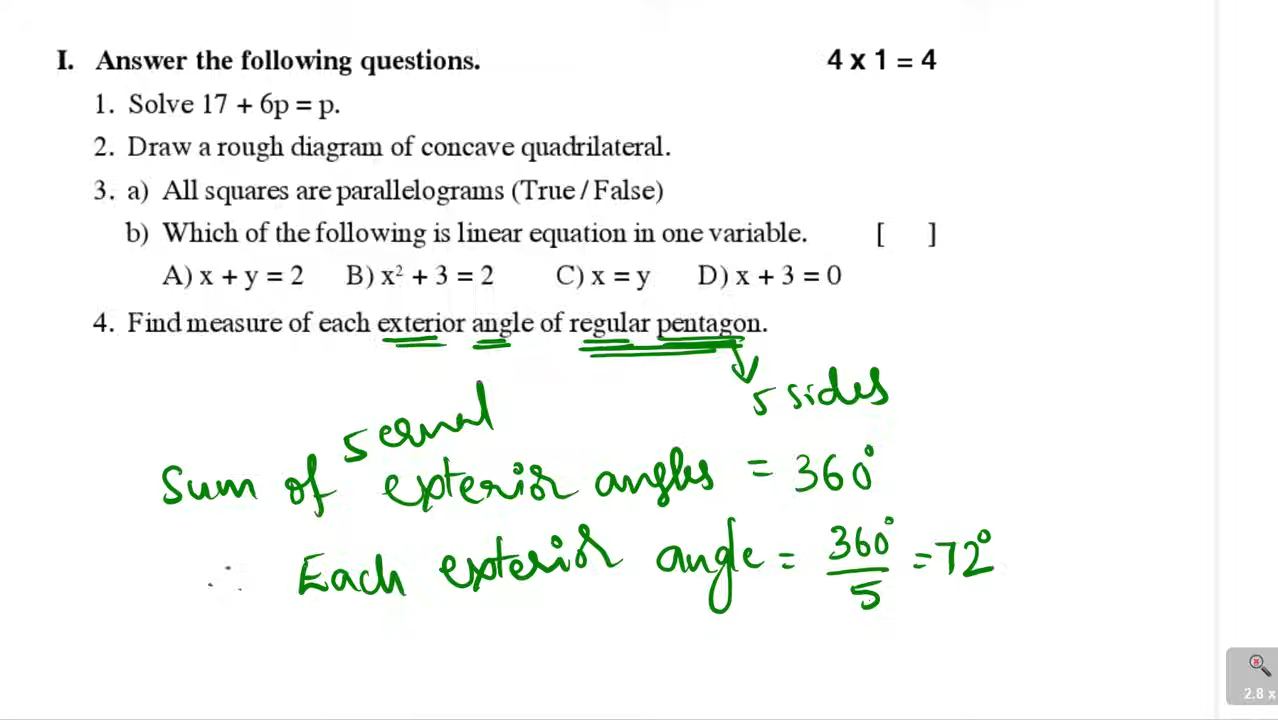 I. Answer the following questions. 4 x 1 = 4
1. Solve 17 + 6p = p.
2. Draw a rough diagram of concave quadrilateral.
3. a) All squares are parallelograms (True / False)
b) Which of the following is linear equation in one variable. [ ]
A) x + y = 2 B) x² + 3 = 2 C) x = y D) x + 3 = 0
4. Find measure of each exterior angle of regular pentagon.
5 sides
5 equal
Sum of exterior angles = 360°
∴ Each exterior angle = 360°/5 = 72°
2.8 x